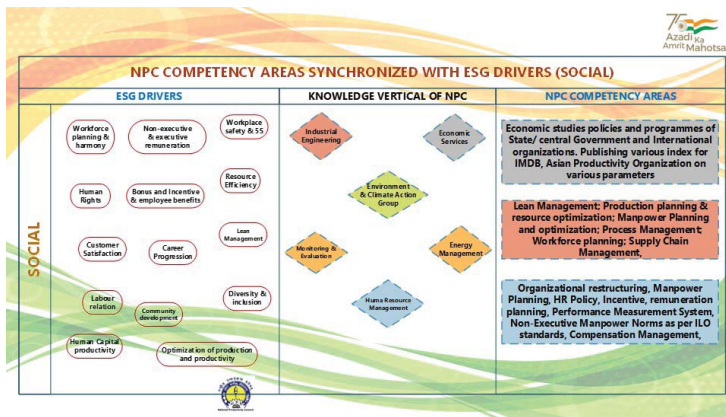 75
Azadi
Ka
Amrit
Mahotsa
NPC COMPETENCY AREAS SYNCHRONIZED WITH ESG DRIVERS (SOCIAL)
ESG DRIVERS
KNOWLEDGE VERTICAL OF NPC
NPC COMPETENCY AREAS
SOCIAL
Workforce
planning &
harmony
Non-executive
& executive
remuneration
Workplace
safety & 5S
Human
Rights
Bonus and Incentive
& employee benefits
Resource
Efficiency
Customer
Satisfaction
Career
Progression
Lean
Management
Labour
relation
Community
development
Diversity &
inclusion
Human Capital
productivity
Optimization of production
and productivity
Industrial
Engineering
Economic
Services
Environment
& Climate Action
Group
Monitoring &
Evaluation
Energy
Management
Huma Resource
Management
Economic studies policies and programmes of
State/ central Government and International
organizations. Publishing various index for
IMDB, Asian Productivity Organization on
various parameters
Lean Management; Production planning &
resource optimization; Manpower Planning
and optimization; Process Management;
Workforce planning; Supply Chain
Management,
Organizational restructuring, Manpower
Planning, HR Policy, Incentive, remuneration
planning, Performance Measurement System,
Non-Executive Manpower Norms as per ILO
standards, Compensation Management,
National Productivity Council